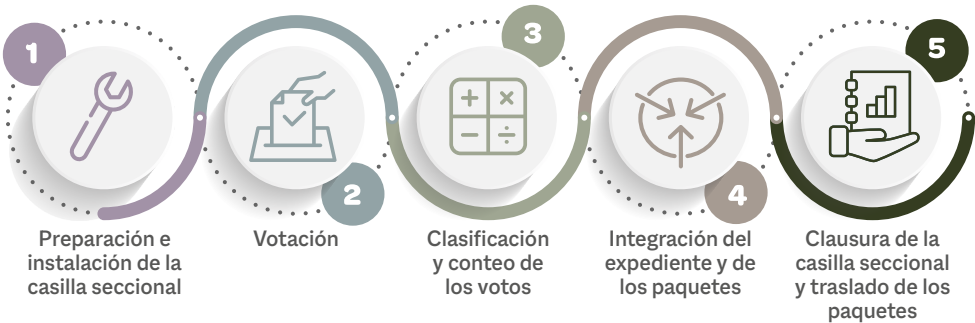 1
Preparación e
instalación de la
casilla seccional
2
Votación
3
Clasificación
y conteo de
los votos
4
Integración del
expediente y de
los paquetes
5
Clausura de la
casilla seccional
y traslado de los
paquetes